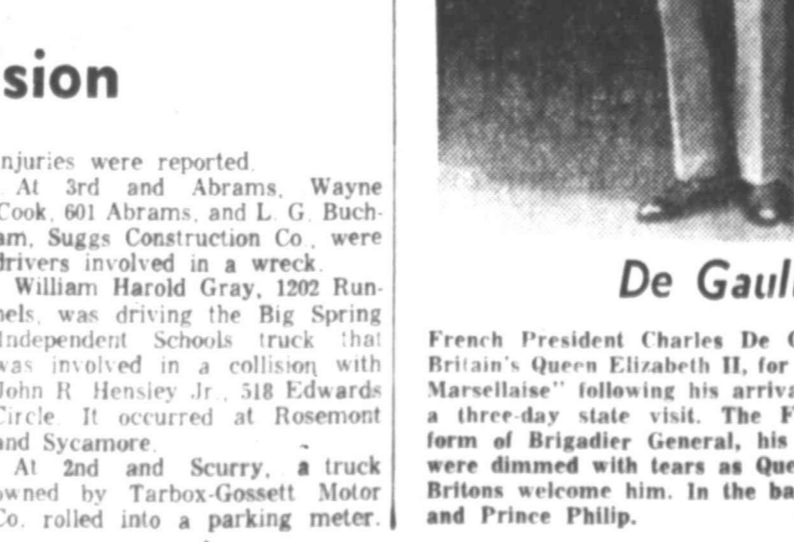 sion
njuries were reported.
At 3rd and Abrams, Wayne
Cook, 601 Abrams, and L. G. Buch-
am, Suggs Construction Co., were
drivers involved in a wreck.
William Harold Gray, 1202 Run-
nels, was driving the Big Spring
Independent Schools truck that
was involved in a collision with
John R Hensley Jr., 518 Edwards
Circle. It occurred at Rosemont
and Sycamore.
At 2nd and Scurry, a truck
owned by Tarbox-Gossett Motor
Co. rolled into a parking meter.
De Gaul
French President Charles De G
Britain's Queen Elizabeth II, for
Marsellaise" following his arriva
a three-day state visit. The F
form of Brigadier General, his
were dimmed with tears as Que
Britons welcome him. In the ba
and Prince Philip.